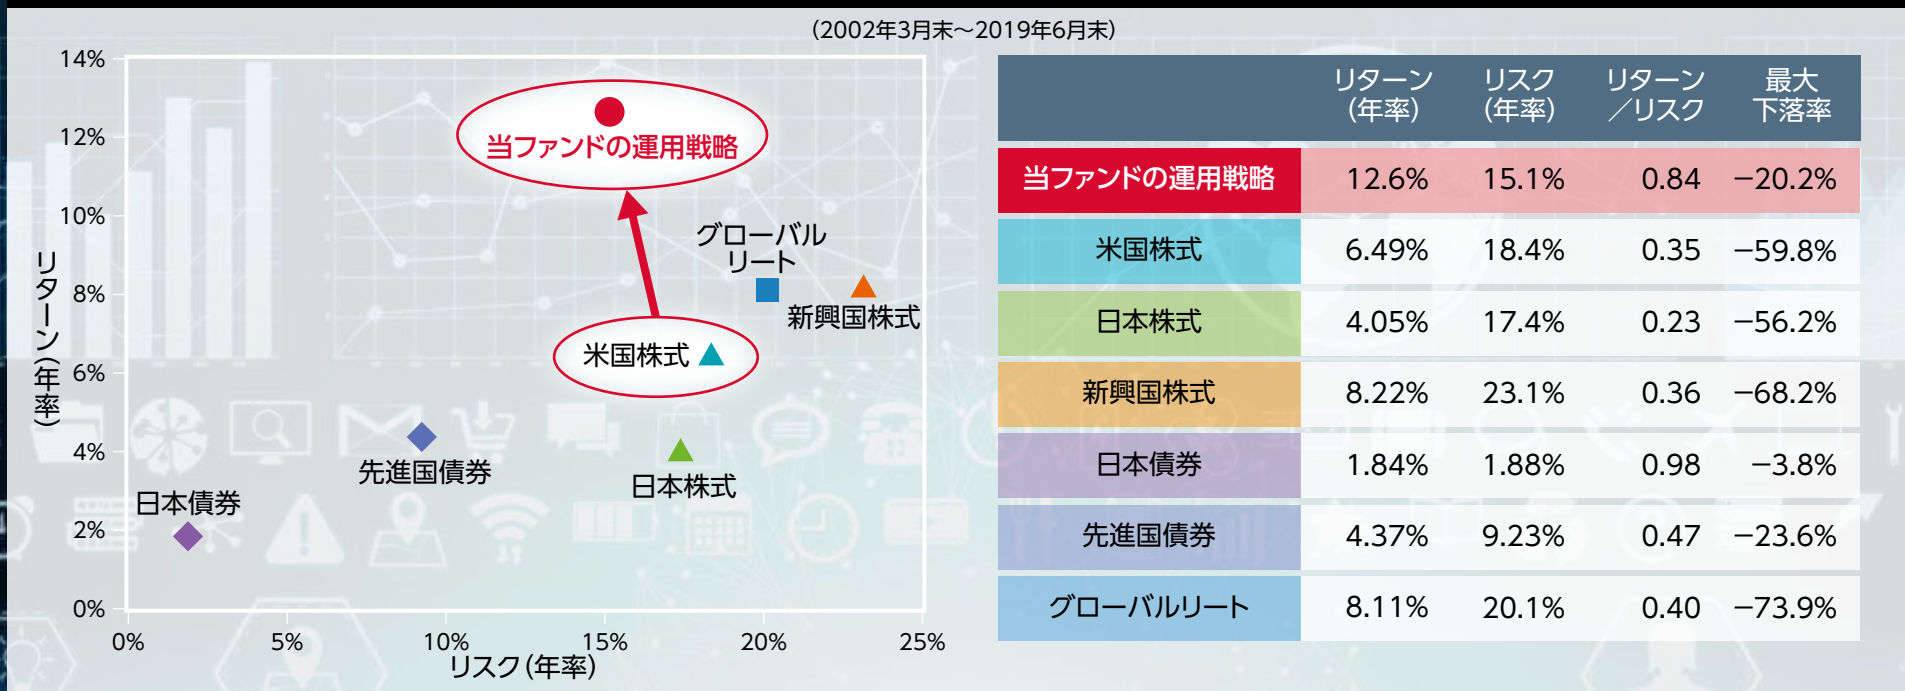 （2002年3月末～2019年6月末）
14%
12%
10%
8%
6%
4%
2%
0%
リターン（年率）
0%
5%
10%
15%
20%
25%
リスク（年率）
当ファンドの運用戦略
グローバル
リート
新興国株式
米国株式
先進国債券
日本株式
日本債券
リターン（年率） リスク（年率） リターン／リスク 最大下落率
当ファンドの運用戦略 12.6% 15.1% 0.84 −20.2%
米国株式 6.49% 18.4% 0.35 −59.8%
日本株式 4.05% 17.4% 0.23 −56.2%
新興国株式 8.22% 23.1% 0.36 −68.2%
日本債券 1.84% 1.88% 0.98 −3.8%
先進国債券 4.37% 9.23% 0.47 −23.6%
グローバルリート 8.11% 20.1% 0.40 −73.9%